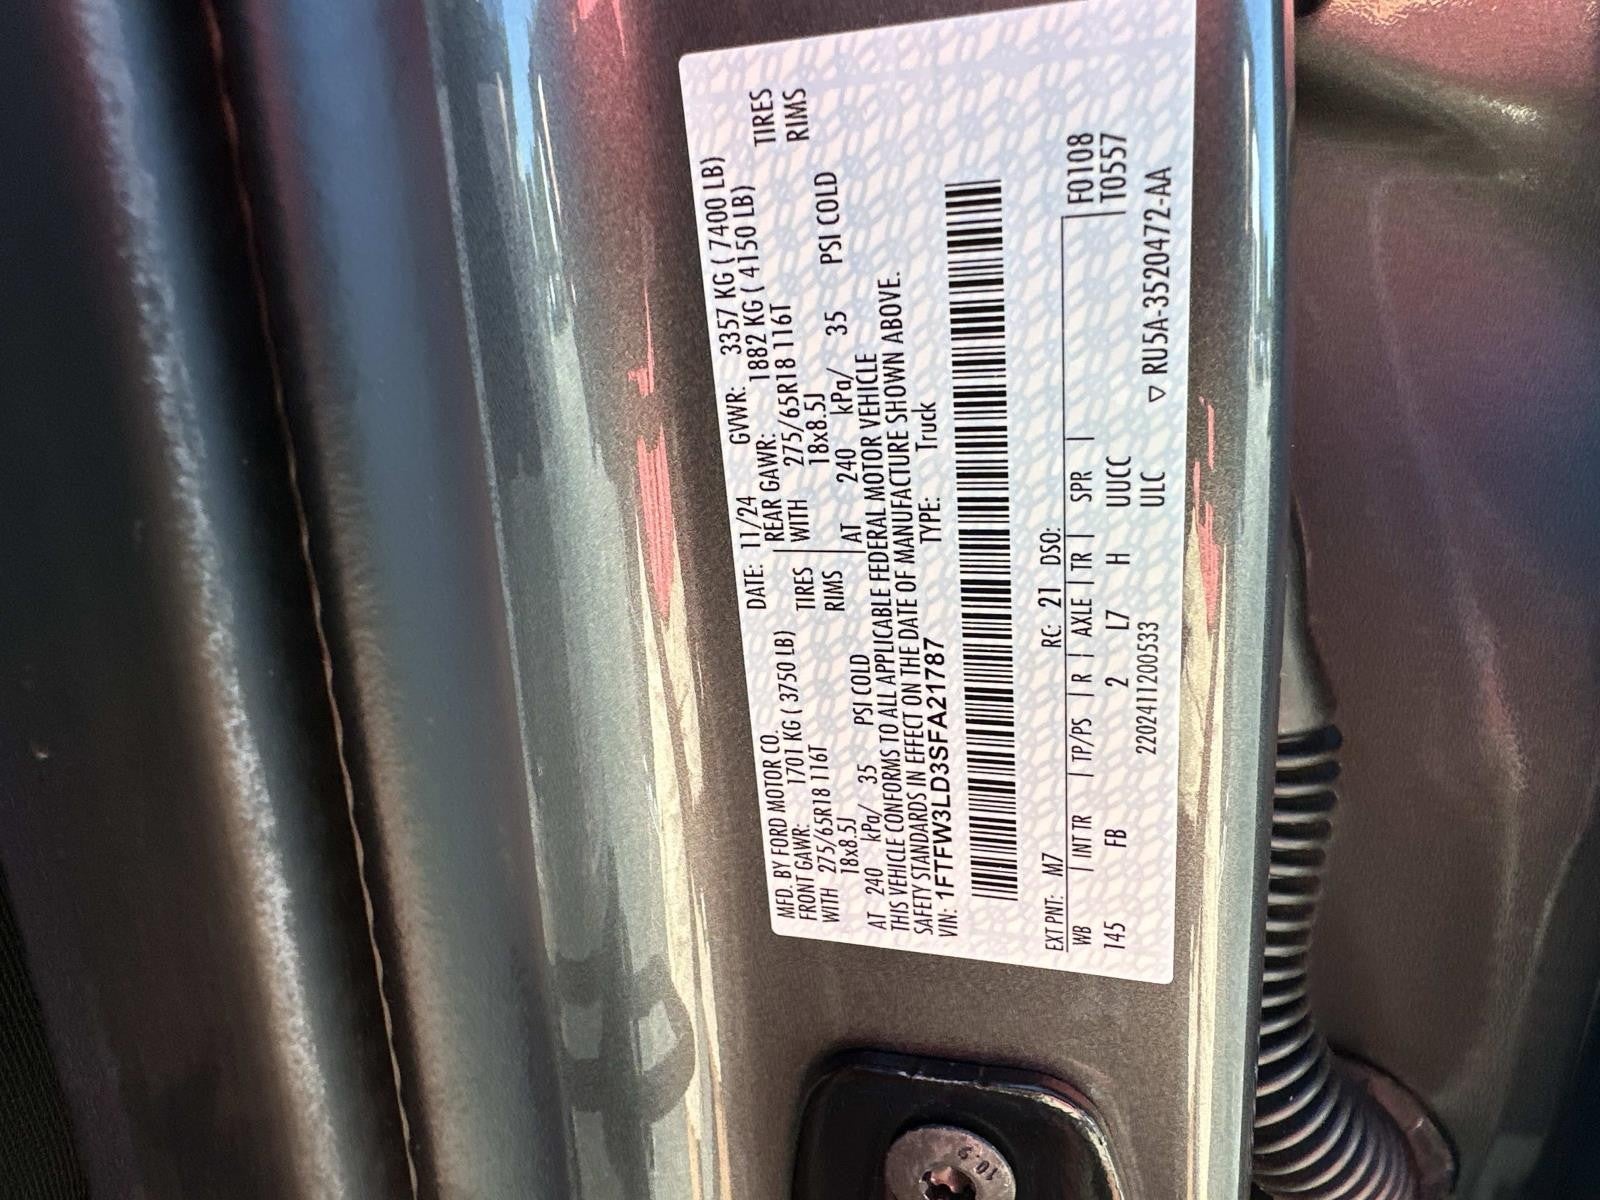 MFD. BY FORD MOTOR CO.
DATE: 11/24 GVWR: 3357 KG ( 7400 LB)
FRONT GAWR: 1701 KG ( 3750 LB) REAR GAWR: 1882 KG ( 4150 LB)
WITH 275/65R18 116T TIRES WITH 275/65R18 116T TIRES
18x8.5J RIMS 18x8.5J RIMS
AT 240 kPa/ 35 PSI COLD AT 240 kPa/ 35 PSI COLD
THIS VEHICLE CONFORMS TO ALL APPLICABLE FEDERAL MOTOR VEHICLE
SAFETY STANDARDS IN EFFECT ON THE DATE OF MANUFACTURE SHOWN ABOVE.
VIN: 1FTFW3LD3SFA21787 TYPE: Truck
EXT PNT: M7 RC: 21 DSO: F0108
WB INT TR TP/PS R AXLE TR SPR T0557
145 FB 2 L7 H UUCC
220241120053​3 ULC ▽ RU5A-3520472-AA
10.9